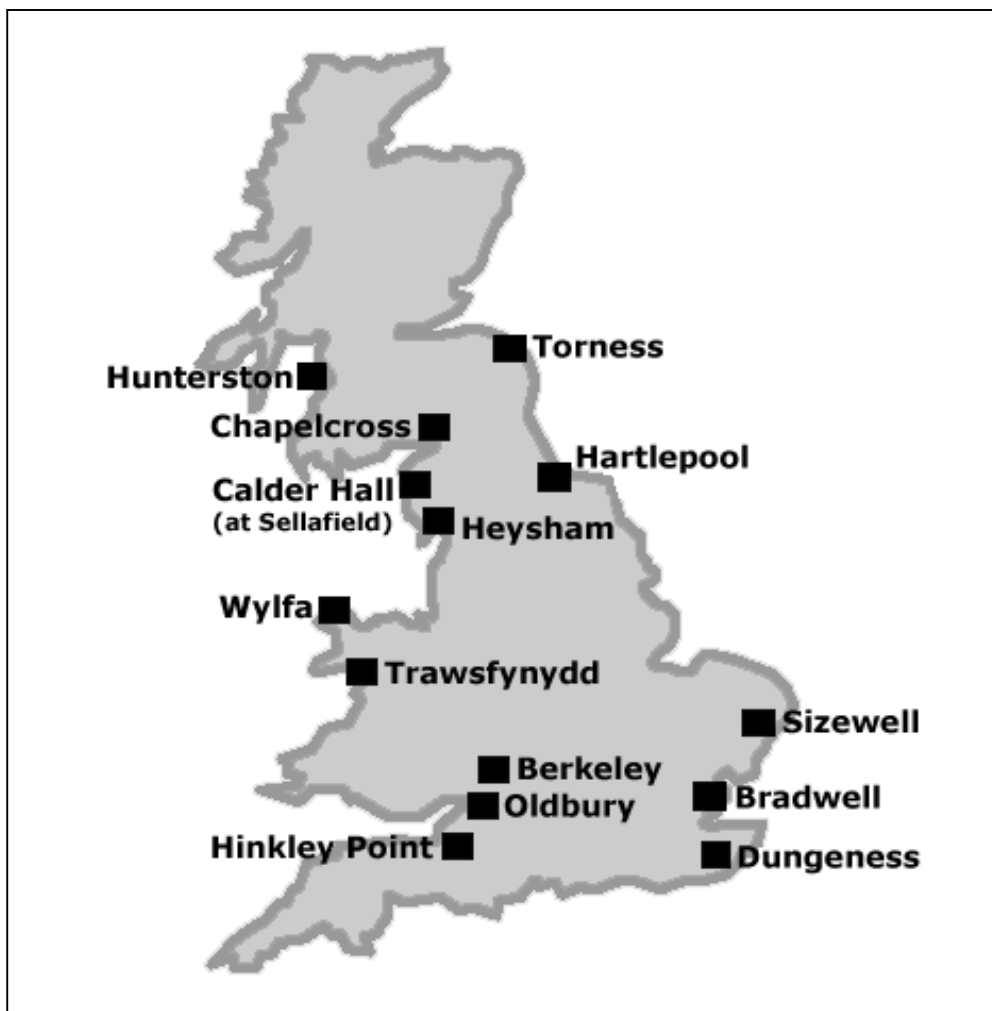 Torness
Hunterston
Chapelcross
Hartlepool
Calder Hall
(at Sellafield)
Heysham
Wylfa
Trawsfynydd
Sizewell
Berkeley
Bradwell
Oldbury
Hinkley Point
Dungeness